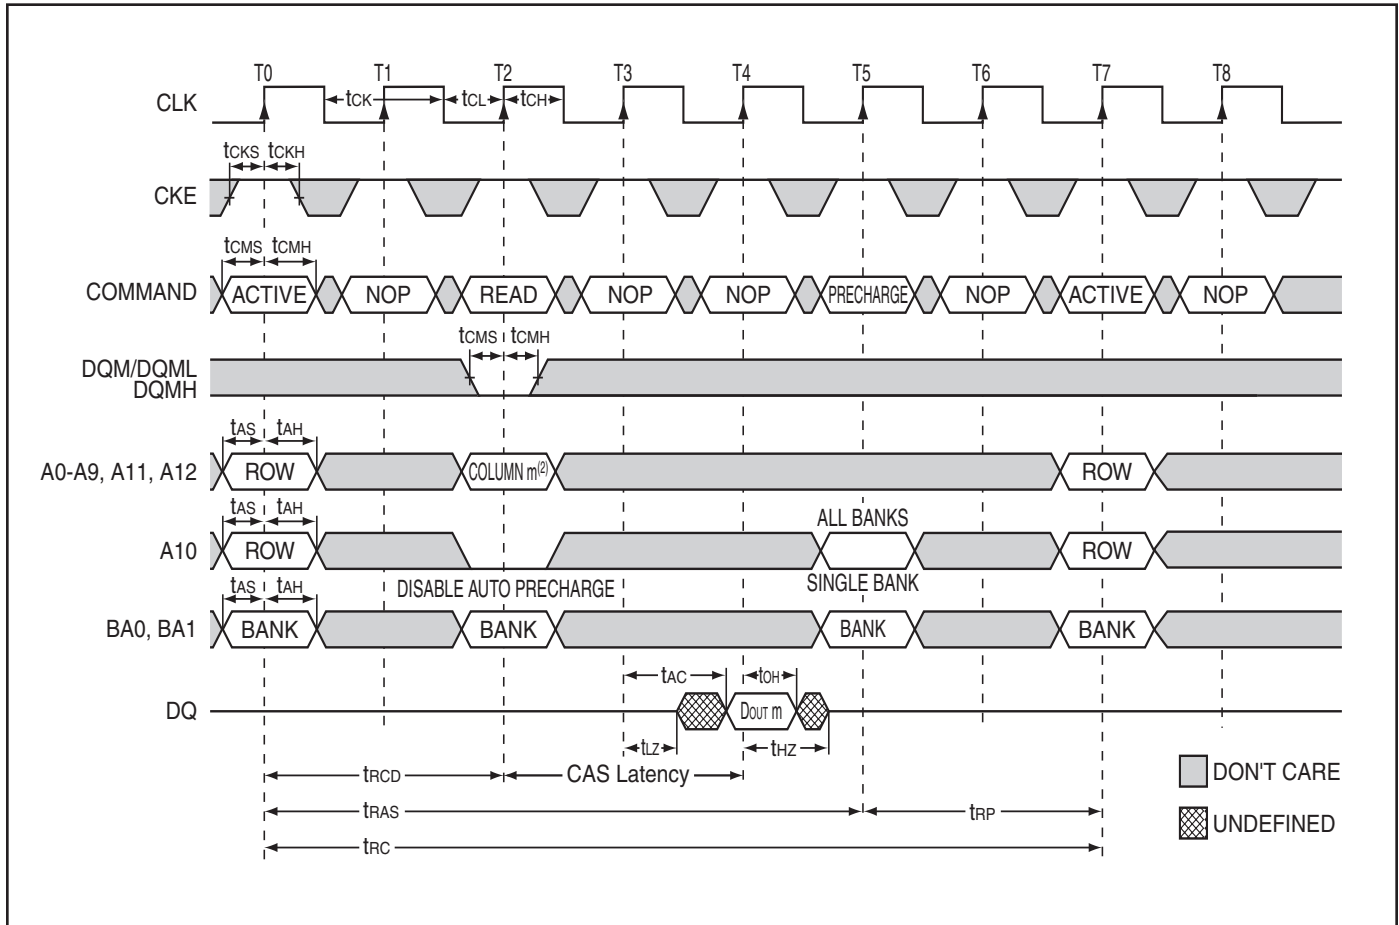 T0 T1 T2 T3 T4 T5 T6 T7 T8
CLK tCK tCL tCH
tCKS tCKH
CKE
tCMS tCMH
COMMAND ACTIVE NOP READ NOP NOP PRECHARGE NOP ACTIVE NOP
tCMS tCMH
DQM/DQML
DQMH
tAS tAH
A0-A9, A11, A12 ROW COLUMN m(2) ROW
tAS tAH ALL BANKS
A10 ROW ROW
DISABLE AUTO PRECHARGE SINGLE BANK
tAS tAH
BA0, BA1 BANK BANK BANK BANK
tAC tOH
DQ DOUT m
tLZ tHZ
tRCD CAS Latency DON'T CARE
tRAS tRP
UNDEFINED
tRC